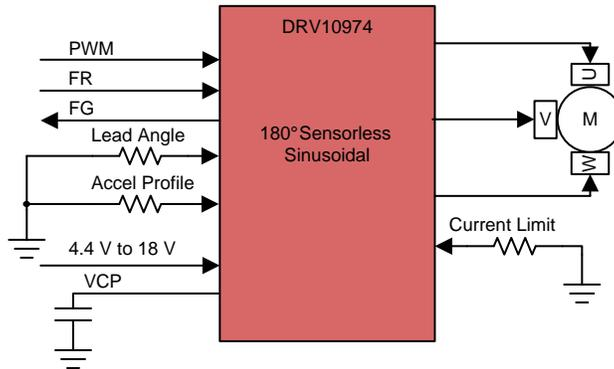 DRV10974
PWM
FR
FG
Lead Angle
Accel Profile
4.4 V to 18 V
VCP
180° Sensorless
Sinusoidal
U
V
M
W
Current Limit